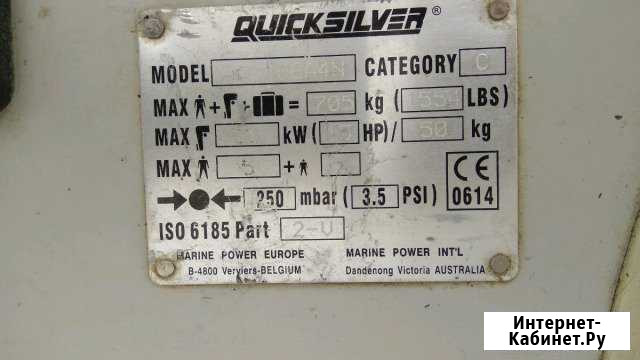 QUICKSILVER®
MODEL CATEGORY C
MAX + + = 705 kg ( LBS)
MAX kW ( HP)/ 50 kg
MAX 5 +
250 mbar ( 3.5 PSI)
CE
0614
ISO 6185 Part 2-V
MARINE POWER EUROPE
B-4800 Verviers-BELGIUM
MARINE POWER INT'L
Dandenong Victoria AUSTRALIA
Интернет-
Кабинет.Ру